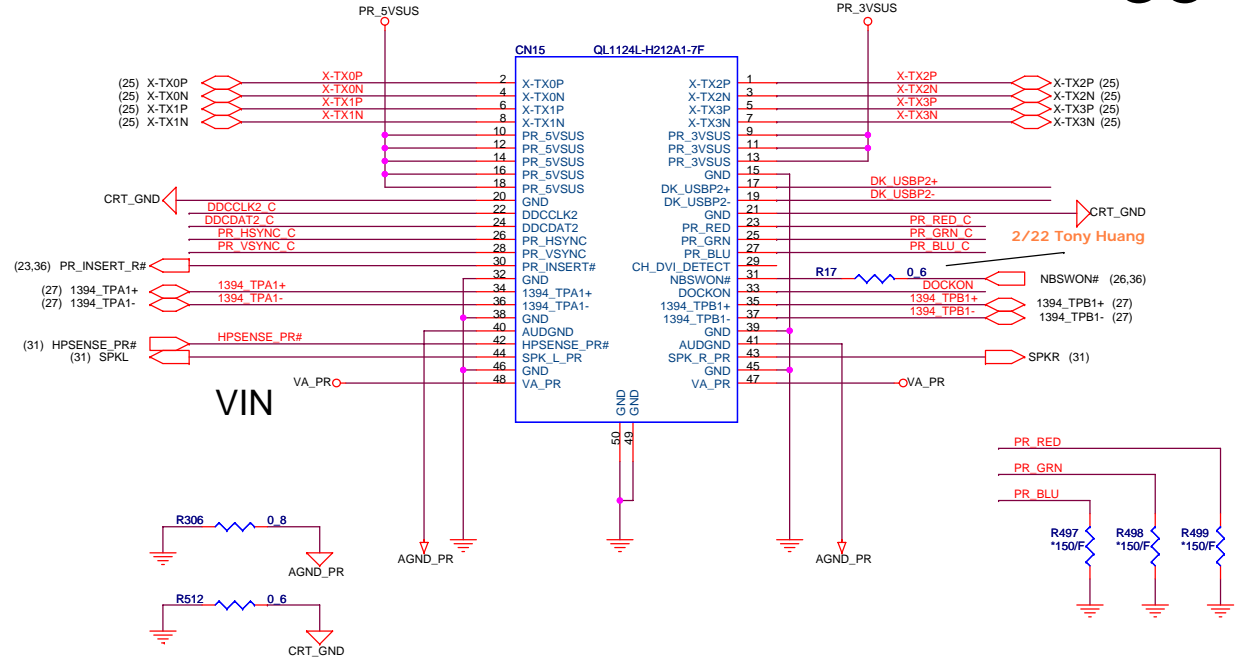 PR_5VSUS
PR_3VSUS
CN15 QL1124L-H212A1-7F
(25) X-TX0P X-TX0P 2 X-TX0P X-TX2P 1 X-TX2P X-TX2P (25)
(25) X-TX0N X-TX0N 4 X-TX0N X-TX2N 3 X-TX2N X-TX2N (25)
(25) X-TX1P X-TX1P 6 X-TX1P X-TX3P 5 X-TX3P X-TX3P (25)
(25) X-TX1N X-TX1N 8 X-TX1N X-TX3N 7 X-TX3N X-TX3N (25)
10 PR_5VSUS PR_3VSUS 9
12 PR_5VSUS PR_3VSUS 11
14 PR_5VSUS PR_3VSUS 13
16 PR_5VSUS GND 15
18 PR_5VSUS DK_USBP2+ 17 DK_USBP2+
CRT_GND 20 GND DK_USBP2- 19 DK_USBP2-
DDCCLK2_C 22 DDCCLK2 GND 21 CRT_GND
DDCDAT2_C 24 DDCDAT2 PR_RED 23 PR_RED_C
PR_HSYNC_C 26 PR_HSYNC PR_GRN 25 PR_GRN_C
2/22 Tony Huang
PR_VSYNC_C 28 PR_VSYNC PR_BLU 27 PR_BLU_C
(23,36) PR_INSERT_R# 30 PR_INSERT# CH_DVI_DETECT 29
32 GND NBSWON# 31 R17 0_6 NBSWON# (26,36)
(27) 1394_TPA1+ 1394_TPA1+ 34 1394_TPA1+ DOCKON 33 DOCKON
(27) 1394_TPA1- 1394_TPA1- 36 1394_TPA1- 1394_TPB1+ 35 1394_TPB1+ 1394_TPB1+ (27)
38 GND 1394_TPB1- 37 1394_TPB1- 1394_TPB1- (27)
40 AUDGND GND 39
(31) HPSENSE_PR# HPSENSE_PR# 42 HPSENSE_PR# AUDGND 41
(31) SPKL 44 SPK_L_PR SPK_R_PR 43 SPKR (31)
46 GND GND 45
VA_PR 48 VA_PR VA_PR 47 VA_PR
VIN
GND GND
50 49
PR_RED
PR_GRN
PR_BLU
R306 0_8
AGND_PR
AGND_PR
AGND_PR
R497 *150/F
R498 *150/F
R499 *150/F
R512 0_6
CRT_GND